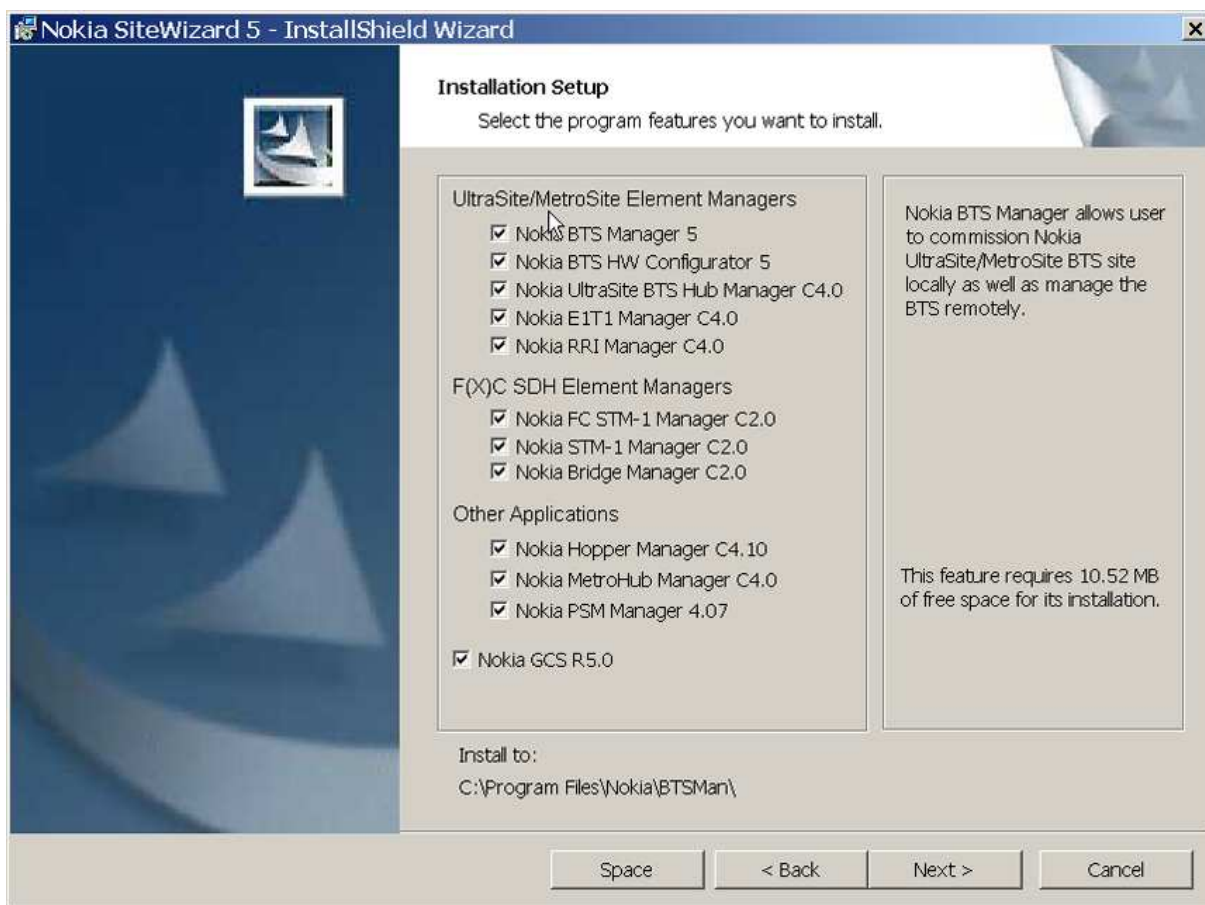 Nokia SiteWizard 5 - InstallShield Wizard
Installation Setup
Select the program features you want to install.
UltraSite/MetroSite Element Managers
Nokia BTS Manager 5
Nokia BTS HW Configurator 5
Nokia UltraSite BTS Hub Manager C4.0
Nokia E1T1 Manager C4.0
Nokia RRI Manager C4.0
F(X)C SDH Element Managers
Nokia FC STM-1 Manager C2.0
Nokia STM-1 Manager C2.0
Nokia Bridge Manager C2.0
Other Applications
Nokia Hopper Manager C4.10
Nokia MetroHub Manager C4.0
Nokia PSM Manager 4.07
Nokia GCS R5.0
Nokia BTS Manager allows user
to commission Nokia
UltraSite/MetroSite BTS site
locally as well as manage the
BTS remotely.
This feature requires 10.52 MB
of free space for its installation.
Install to:
C:\Program Files\Nokia\BTSMan\
Space
< Back
Next >
Cancel